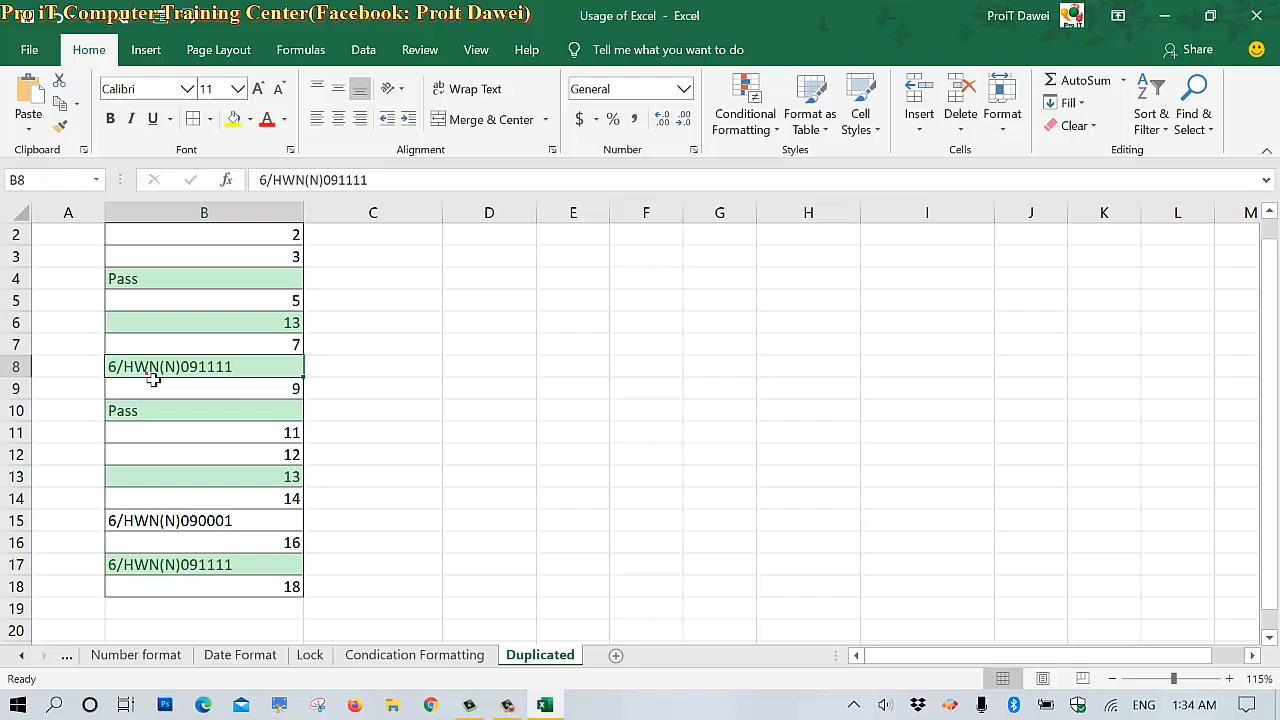 Pro iT Computer Training Center(Facebook: Proit Dawei)
Usage of Excel - Excel
ProiT Dawei
File Home Insert Page Layout Formulas Data Review View Help Tell me what you want to do Share
Paste
Calibri 11
Wrap Text
General
Conditional Formatting
Format as Table
Cell Styles
Insert Delete Format
AutoSum
Fill
Clear
Sort & Filter
Find & Select
B I U A
Merge & Center
$ % ,
Clipboard Font Alignment Number Styles Cells Editing
B8 fx 6/HWN(N)091111
A B C D E F G H I J K L M
2 2
3 3
4 Pass
5 5
6 13
7 7
8 6/HWN(N)091111
9 9
10 Pass
11 11
12 12
13 13
14 14
15 6/HWN(N)090001
16 16
17 6/HWN(N)091111
18 18
19
20
... Number format Date Format Lock Condication Formatting Duplicated
Ready 115%
ENG 1:34 AM